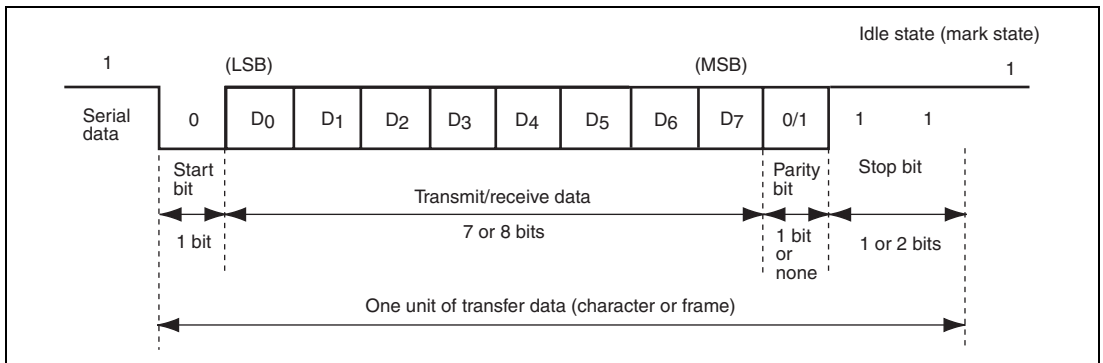 Idle state (mark state)
1 (LSB) (MSB) 1
Serial data
0 D0 D1 D2 D3 D4 D5 D6 D7 0/1 1 1
Start bit
Transmit/receive data
Parity bit
Stop bit
1 bit
7 or 8 bits
1 bit or none
1 or 2 bits
One unit of transfer data (character or frame)